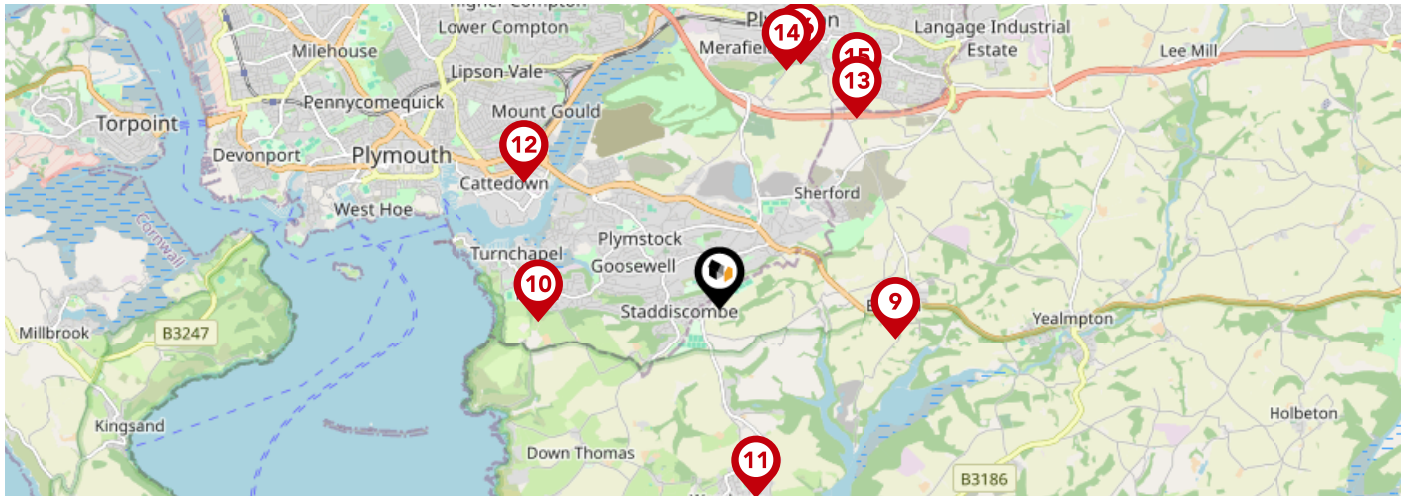 Lower Compton
Langage Industrial
Estate
Milehouse
14
Merafield
15
Lee Mill
Lipson Vale
13
Pennycomequick
Mount Gould
Torpoint
12
Devonport
Plymouth
Cattedown
Sherford
West Hoe
Cornwall
Plymstock
Turnchapel
Goosewell
10
9
Staddiscombe
Millbrook
B3247
Yealmpton
Kingsand
Holbeton
Down Thomas
11
B3186